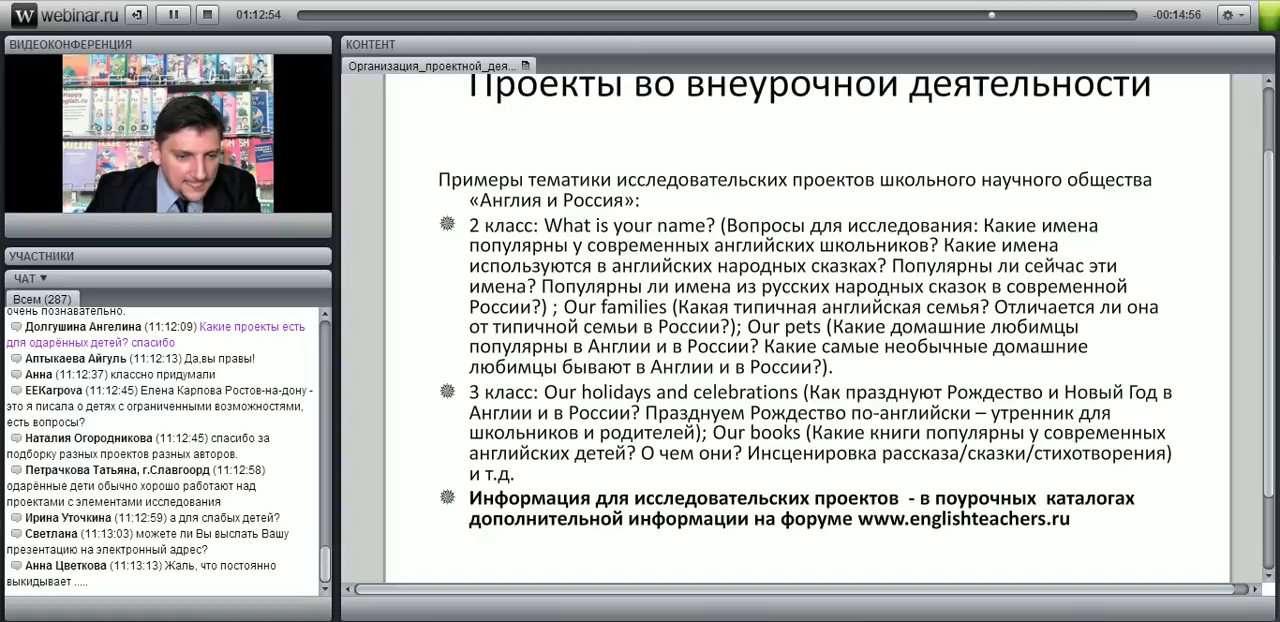 webinar.ru
01:12:54
-00:14:56
ВИДЕОКОНФЕРЕНЦИЯ
УЧАСТНИКИ
ЧАТ ▼
Всем (287)
очень познавательно.
Долгушина Ангелина (11:12:09) Какие проекты есть
для одарённых детей? спасибо
Аптыкаева Айгуль (11:12:13) Да,вы правы!
Анна (11:12:37) классно придумали
EEKarpova (11:12:45) Елена Карпова Ростов-на-дону -
это я писала о детях с ограниченными возможностями,
есть вопросы?
Наталия Огородникова (11:12:45) спасибо за
подборку разных проектов разных авторов.
Петрачкова Татьяна, г.Славгоорд (11:12:58)
одарённые дети обычно хорошо работают над
проектами с элементами исследования
Ирина Уточкина (11:12:59) а для слабых детей?
Светлана (11:13:03) можете ли Вы выслать Вашу
презентацию на электронный адрес?
Анна Цветкова (11:13:13) Жаль, что постоянно
выкидывает .....
КОНТЕНТ
Организация_проектной_дея...
Проекты во внеурочной деятельности
Примеры тематики исследовательских проектов школьного научного общества
«Англия и Россия»:
2 класс: What is your name? (Вопросы для исследования: Какие имена
популярны у современных английских школьников? Какие имена
используются в английских народных сказках? Популярны ли сейчас эти
имена? Популярны ли имена из русских народных сказок в современной
России?) ; Our families (Какая типичная английская семья? Отличается ли она
от типичной семьи в России?); Our pets (Какие домашние любимцы
популярны в Англии и в России? Какие самые необычные домашние
любимцы бывают в Англии и в России?).
3 класс: Our holidays and celebrations (Как празднуют Рождество и Новый Год в
Англии и в России? Празднуем Рождество по-английски – утренник для
школьников и родителей); Our books (Какие книги популярны у современных
английских детей? О чем они? Инсценировка рассказа/сказки/стихотворения)
и т.д.
Информация для исследовательских проектов - в поурочных каталогах
дополнительной информации на форуме www.englishteachers.ru